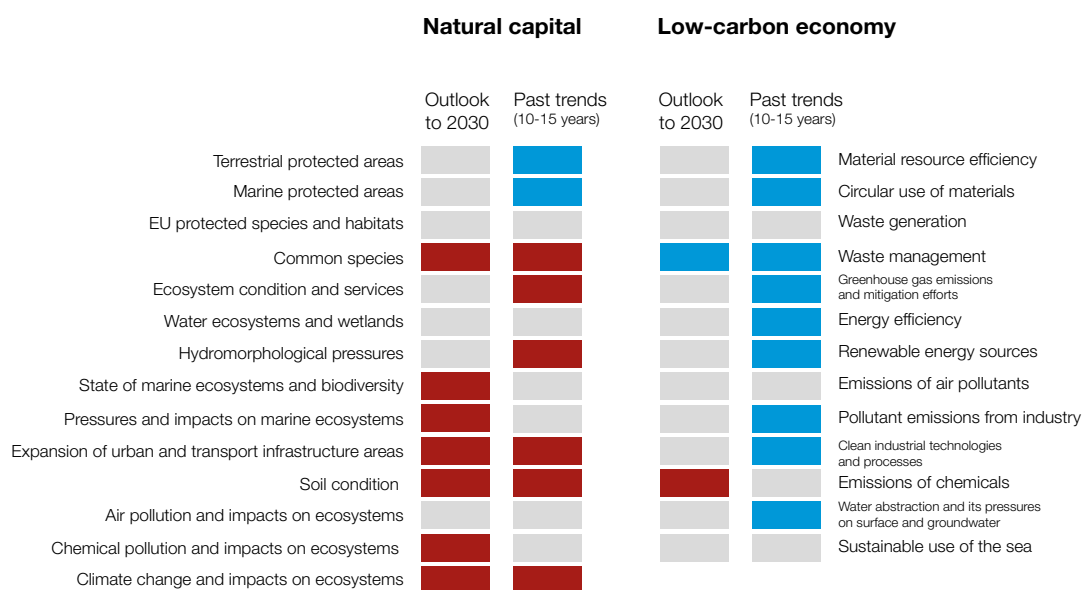 Natural capital
Low-carbon economy
Outlook
to 2030
Past trends
(10-15 years)
Outlook
to 2030
Past trends
(10-15 years)
Terrestrial protected areas
Marine protected areas
EU protected species and habitats
Common species
Ecosystem condition and services
Water ecosystems and wetlands
Hydromorphological pressures
State of marine ecosystems and biodiversity
Pressures and impacts on marine ecosystems
Expansion of urban and transport infrastructure areas
Soil condition
Air pollution and impacts on ecosystems
Chemical pollution and impacts on ecosystems
Climate change and impacts on ecosystems
Material resource efficiency
Circular use of materials
Waste generation
Waste management
Greenhouse gas emissions
and mitigation efforts
Energy efficiency
Renewable energy sources
Emissions of air pollutants
Pollutant emissions from industry
Clean industrial technologies
and processes
Emissions of chemicals
Water abstraction and its pressures
on surface and groundwater
Sustainable use of the sea